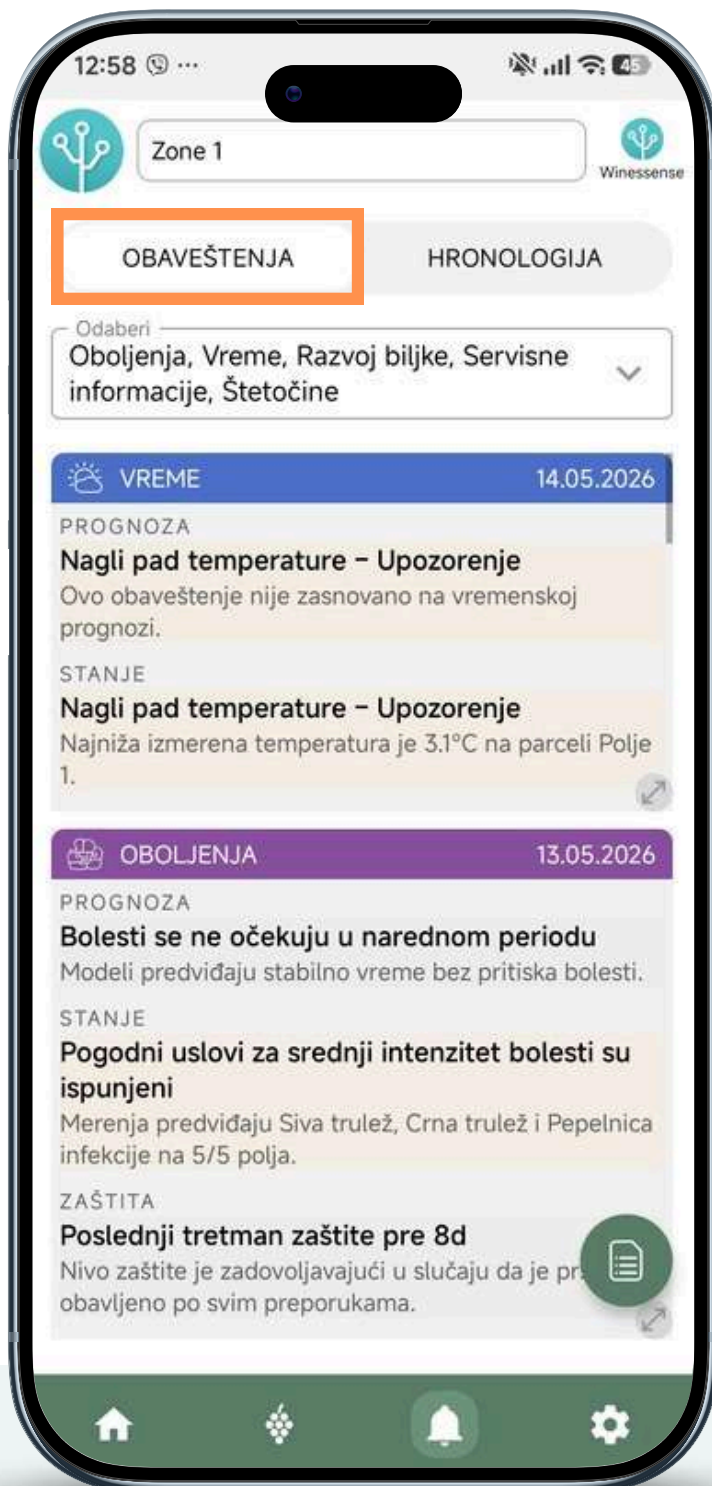 12:58
45
Zone 1
Winessense
OBAVEŠTENJA
HRONOLOGIJA
Odaberi
Oboljenja, Vreme, Razvoj biljke, Servisne
informacije, Štetočine
VREME
14.05.2026
PROGNOZA
Nagli pad temperature – Upozorenje
Ovo obaveštenje nije zasnovano na vremenskoj
prognozi.
STANJE
Nagli pad temperature – Upozorenje
Najniža izmerena temperatura je 3.1°C na parceli Polje
1.
OBOLJENJA
13.05.2026
PROGNOZA
Bolesti se ne očekuju u narednom periodu
Modeli predviđaju stabilno vreme bez pritiska bolesti.
STANJE
Pogodni uslovi za srednji intenzitet bolesti su
ispunjeni
Merenja predviđaju Siva trulež, Crna trulež i Pepelnica
infekcije na 5/5 polja.
ZAŠTITA
Poslednji tretman zaštite pre 8d
Nivo zaštite je zadovoljavajući u slučaju da je
obavljeno po svim preporukama.